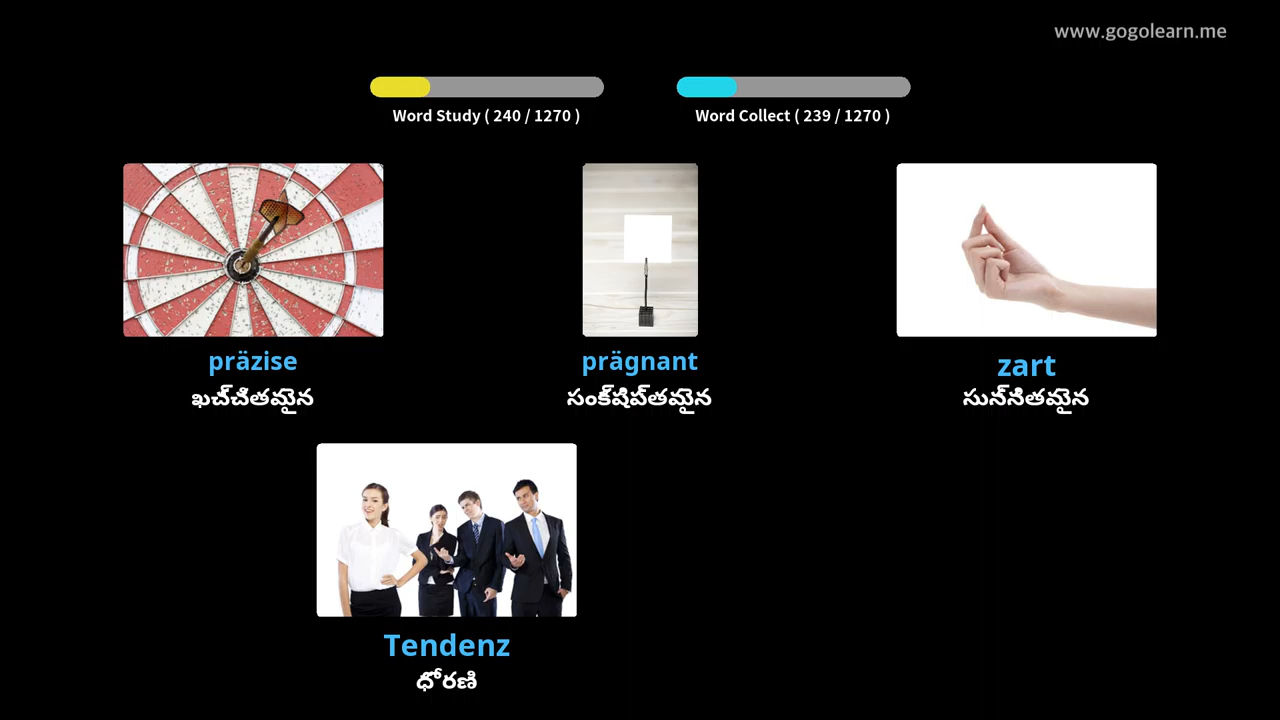 www.gogolearn.me
Word Study ( 240 / 1270 )
Word Collect ( 239 / 1270 )
präzise
ఖచ్చితమైన
prägnant
సంక్షిప్తమైన
zart
సున్నితమైన
Tendenz
ధోరణి